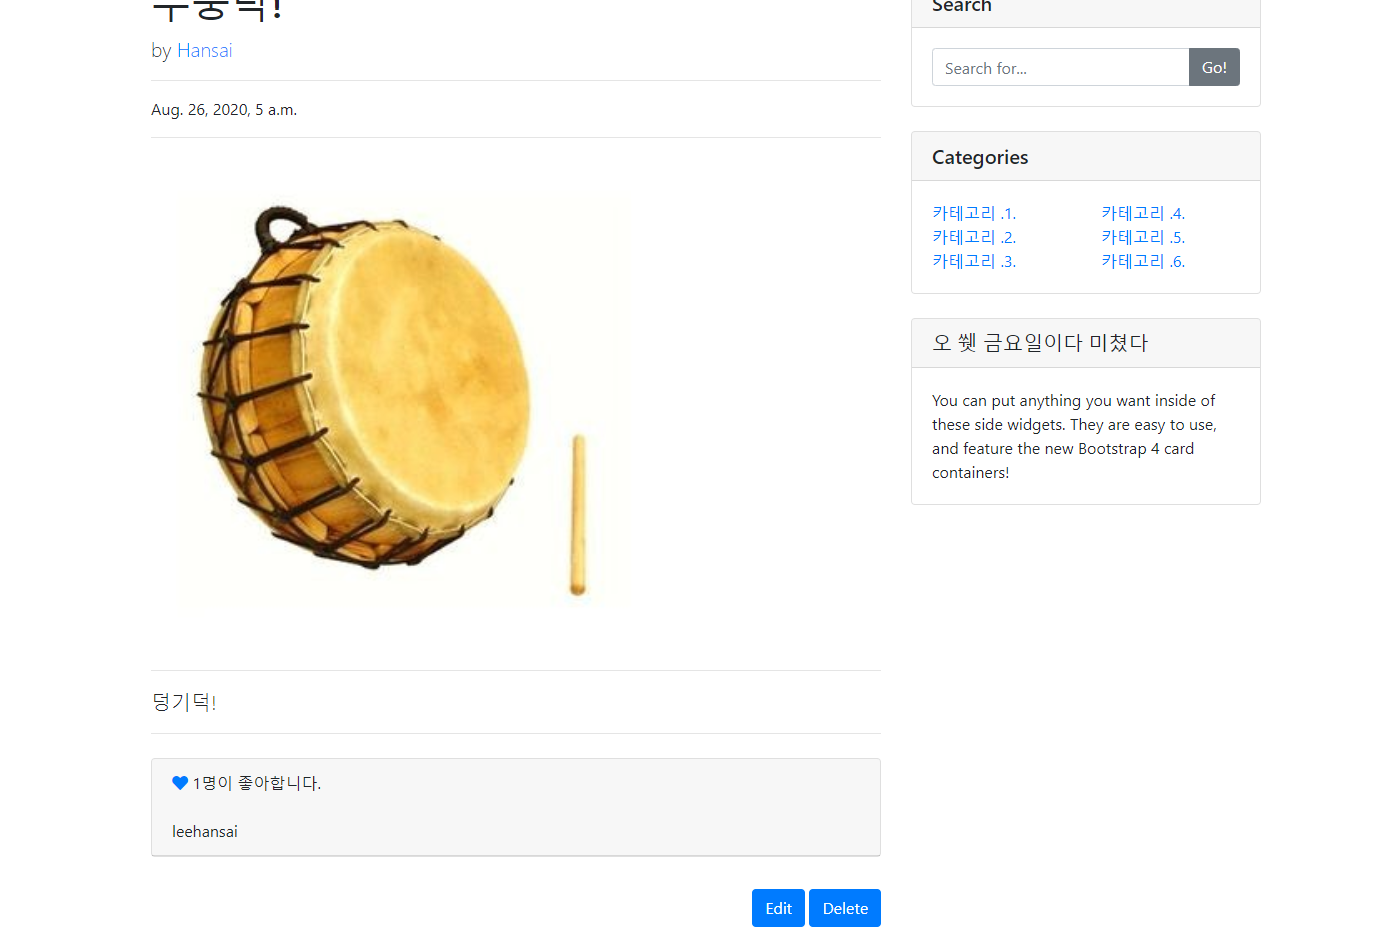 by Hansai
Aug. 26, 2020, 5 a.m.
덩기덕!
1명이 좋아합니다.
leehansai
Edit Delete
Search
Search for... Go!
Categories
카테고리 .1. 카테고리 .4.
카테고리 .2. 카테고리 .5.
카테고리 .3. 카테고리 .6.
오 쒯 금요일이다 미쳤다
You can put anything you want inside of
these side widgets. They are easy to use,
and feature the new Bootstrap 4 card
containers!